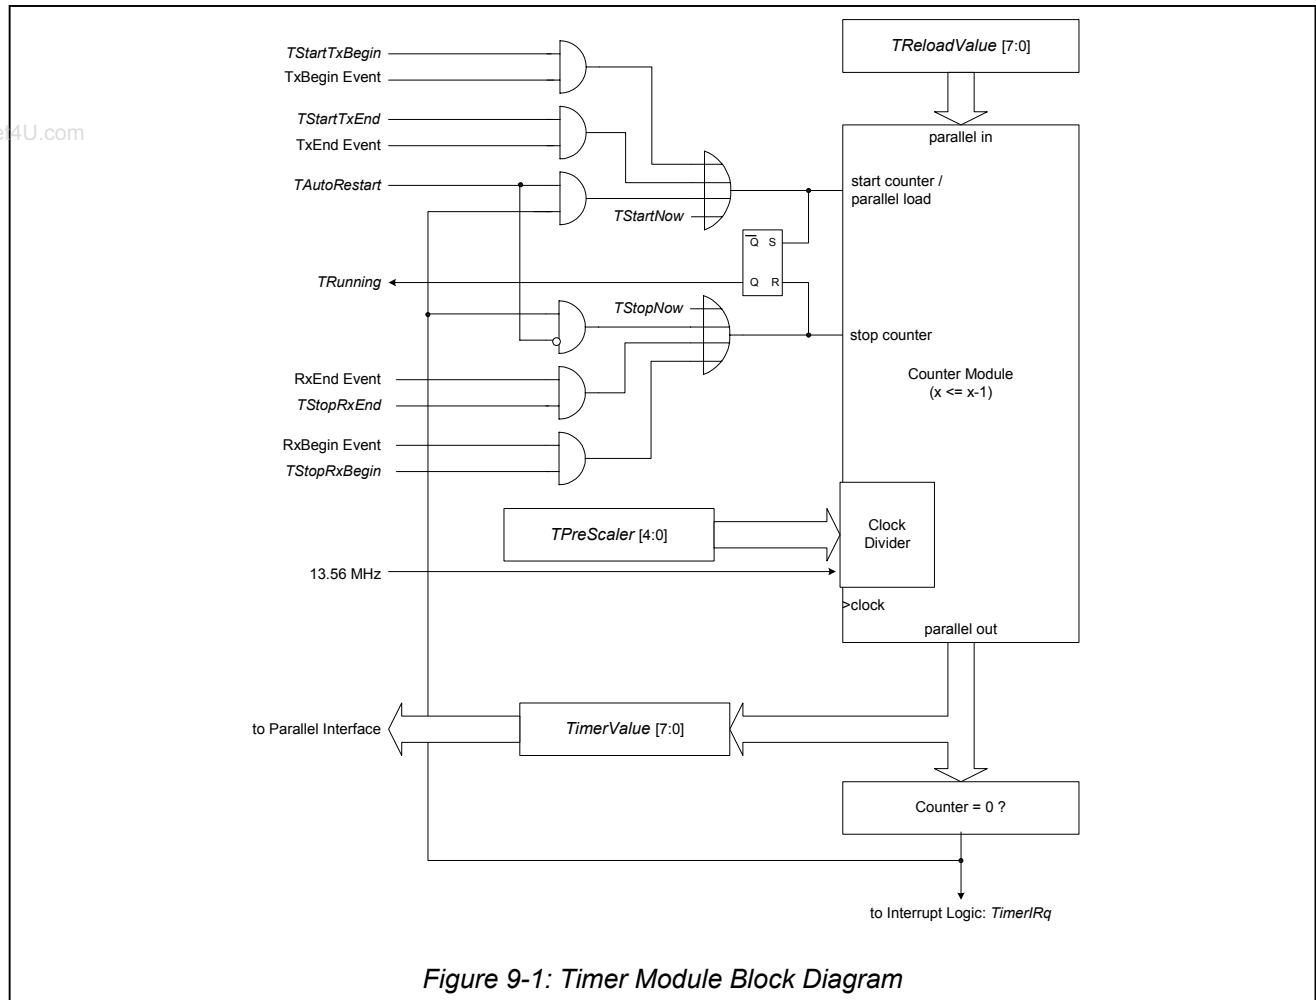 TReloadValue [7:0]
TStartTxBegin
TxBegin Event
et4U.com
TStartTxEnd
TxEnd Event
parallel in
TAutoRestart
start counter /
parallel load
TStartNow
Q S
TRunning
Q R
TStopNow
stop counter
RxEnd Event
TStopRxEnd
Counter Module
(x <= x-1)
RxBegin Event
TStopRxBegin
TPreScaler [4:0]
Clock
Divider
13.56 MHz
>clock
parallel out
to Parallel Interface
TimerValue [7:0]
Counter = 0 ?
to Interrupt Logic: TimerIRq
Figure 9-1: Timer Module Block Diagram